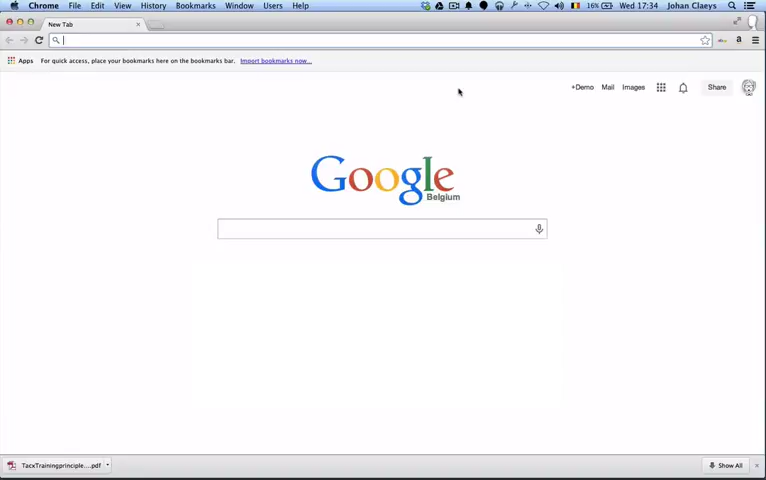 Chrome File Edit View History Bookmarks Window Users Help 16% Wed 17:34 Johan Claeys
New Tab
Apps For quick access, place your bookmarks here on the bookmarks bar. Import bookmarks now...
+Demo Mail Images Share
Google
Belgium
TacxTrainingprinciple....pdf Show All